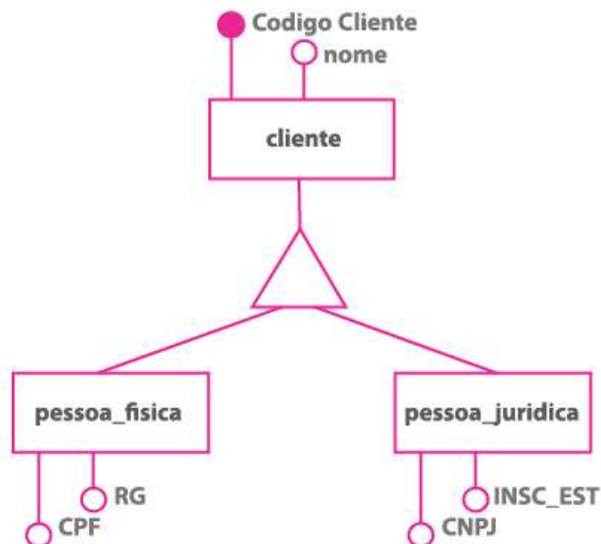 Codigo Cliente
nome
cliente
pessoa_fisica
pessoa_juridica
RG
INSC_EST
CPF
CNPJ